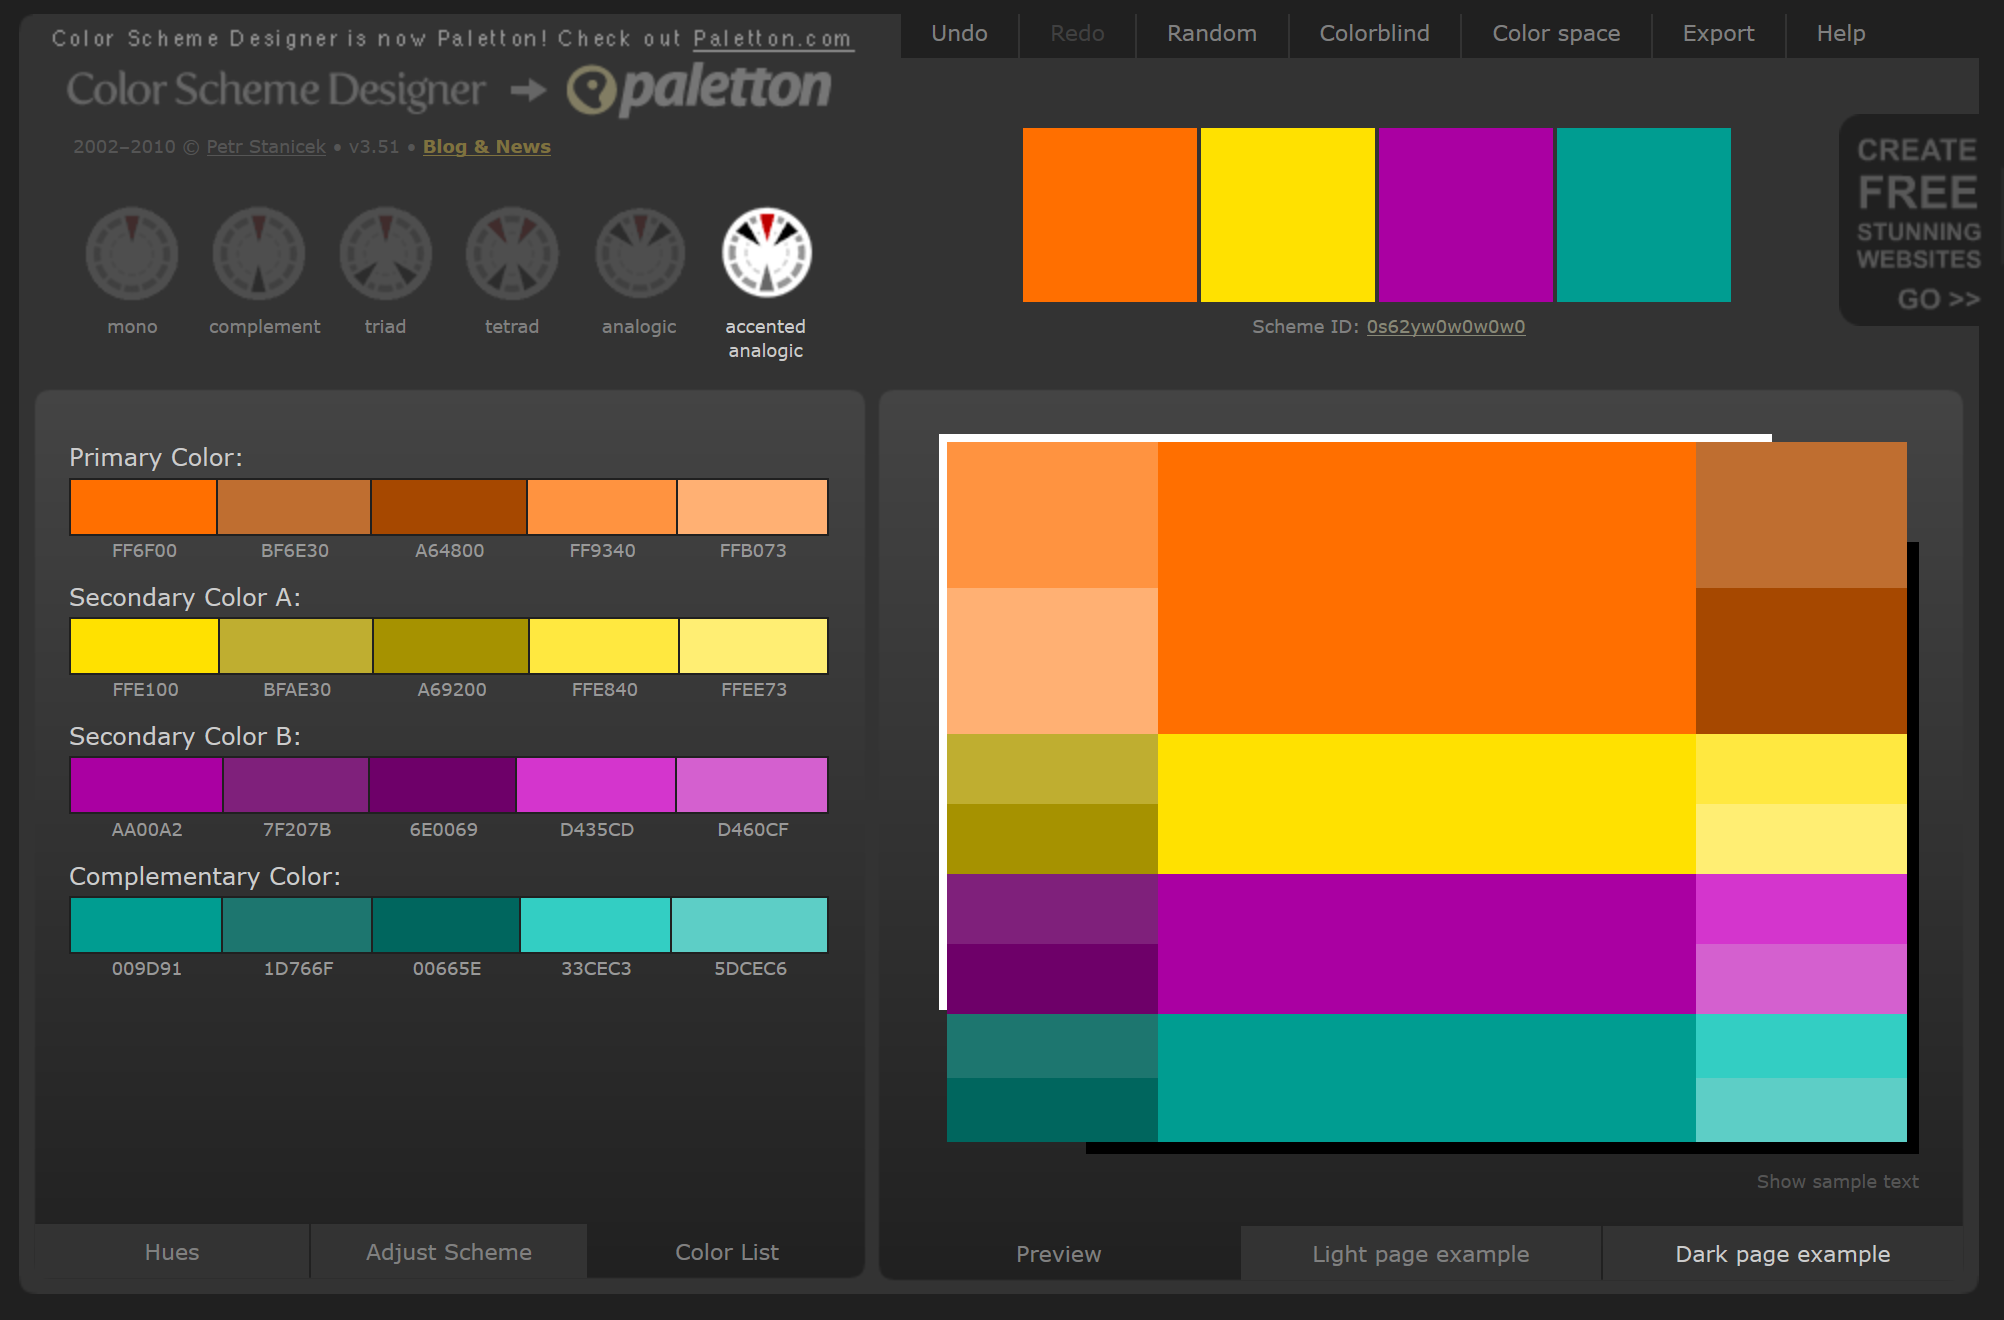 Color Scheme Designer is now Paletton! Check out Paletton.com
Undo Redo Random Colorblind Color space Export Help
Color Scheme Designer → paletton
2002–2010 © Petr Stanicek • v3.51 • Blog & News
CREATE
FREE
STUNNING
WEBSITES
GO >>
mono complement triad tetrad analogic accented
analogic
Scheme ID: 0s62yw0w0w0w0
Primary Color:
FF6F00 BF6E30 A64800 FF9340 FFB073
Secondary Color A:
FFE100 BFAE30 A69200 FFE840 FFEE73
Secondary Color B:
AA00A2 7F207B 6E0069 D435CD D460CF
Complementary Color:
009D91 1D766F 00665E 33CEC3 5DCEC6
Show sample text
Hues Adjust Scheme Color List
Preview Light page example Dark page example